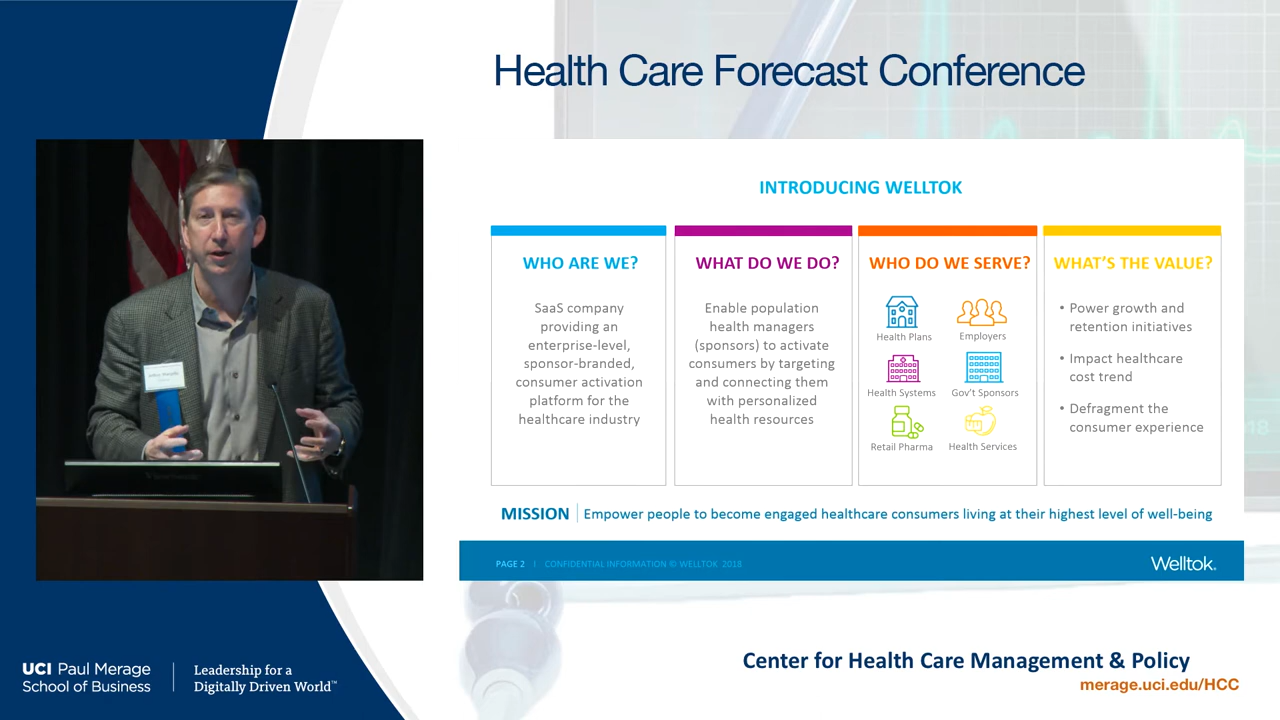 Health Care Forecast Conference
INTRODUCING WELLTOK
WHO ARE WE?
SaaS company
providing an
enterprise-level,
sponsor-branded,
consumer activation
platform for the
healthcare industry
WHAT DO WE DO?
Enable population
health managers
(sponsors) to activate
consumers by targeting
and connecting them
with personalized
health resources
WHO DO WE SERVE?
Health Plans
Employers
Health Systems
Gov't Sponsors
Retail Pharma
Health Services
WHAT'S THE VALUE?
• Power growth and
retention initiatives
• Impact healthcare
cost trend
• Defragment the
consumer experience
MISSION | Empower people to become engaged healthcare consumers living at their highest level of well-being
PAGE 2 | CONFIDENTIAL INFORMATION © WELLTOK 2018
Welltok®
UCI Paul Merage
School of Business
Leadership for a
Digitally Driven World™
Center for Health Care Management & Policy
merage.uci.edu/HCC